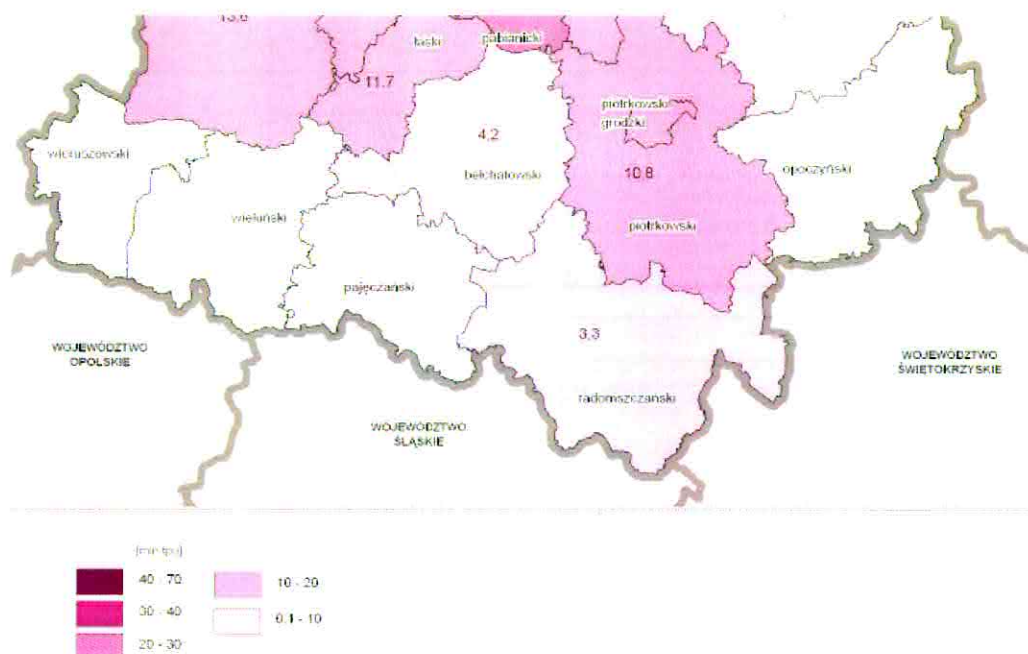 13,6
łaski
pabianicki
11,7
piotrkowski
grodzki
4,2
wieruszowski
bełchatowski
10,8
opoczyński
wieluński
piotrkowski
pajęczański
3,3
WOJEWÓDZTWO
OPOLSKIE
WOJEWÓDZTWO
ŚWIĘTOKRZYSKIE
radomszczański
WOJEWÓDZTWO
ŚLĄSKIE
40 - 70
10 - 20
30 - 40
0,1 - 10
20 - 30